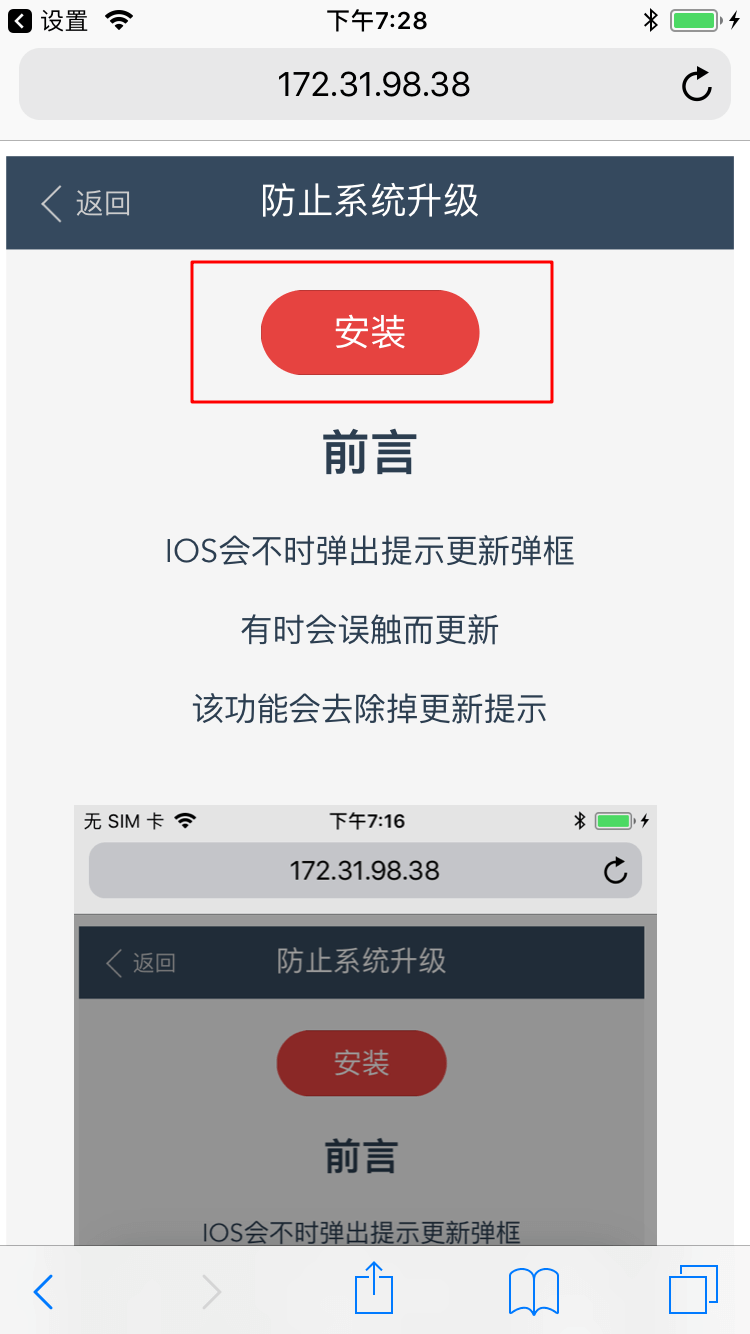 设置 下午7:28
172.31.98.38
返回 防止系统升级
安装
前言
IOS会不时弹出提示更新弹框
有时会误触而更新
该功能会去除掉更新提示
无 SIM 卡 下午7:16
172.31.98.38
返回 防止系统升级
安装
前言
IOS会不时弹出提示更新弹框